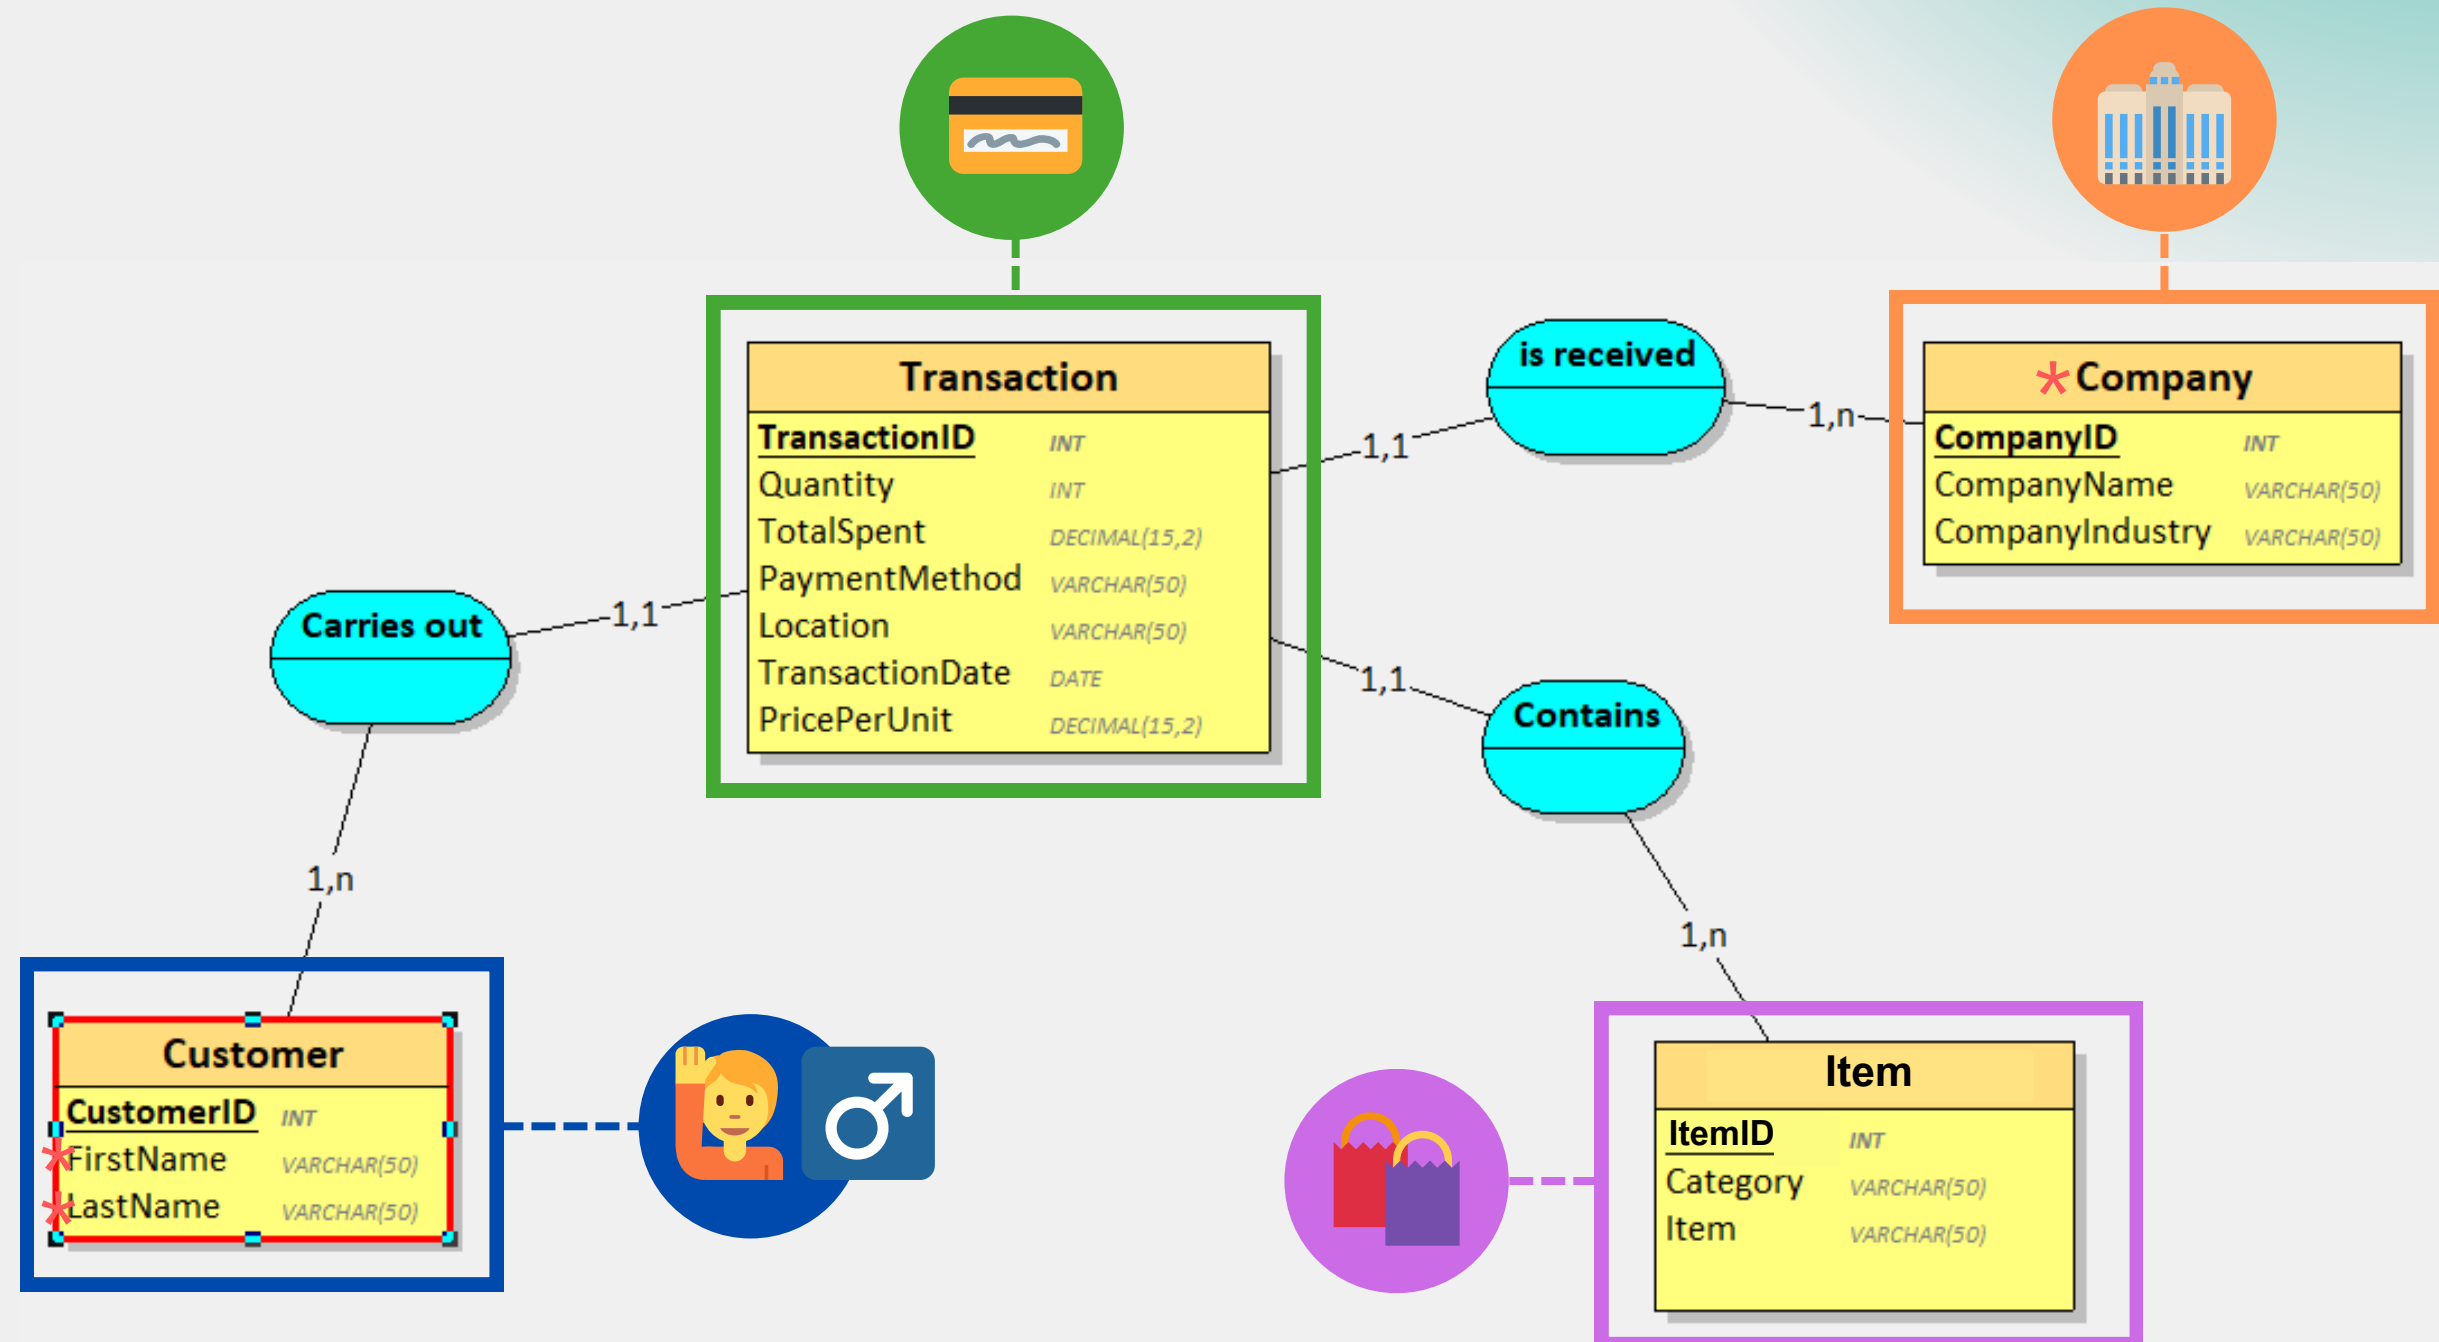 Transaction
TransactionID INT
Quantity INT
TotalSpent DECIMAL(15,2)
PaymentMethod VARCHAR(50)
Location VARCHAR(50)
TransactionDate DATE
PricePerUnit DECIMAL(15,2)
is received
1,1
1,n
*Company
CompanyID INT
CompanyName VARCHAR(50)
CompanyIndustry VARCHAR(50)
Carries out
1,1
1,n
Contains
1,1
1,n
Customer
CustomerID INT
*FirstName VARCHAR(50)
*LastName VARCHAR(50)
Item
ItemID INT
Category VARCHAR(50)
Item VARCHAR(50)